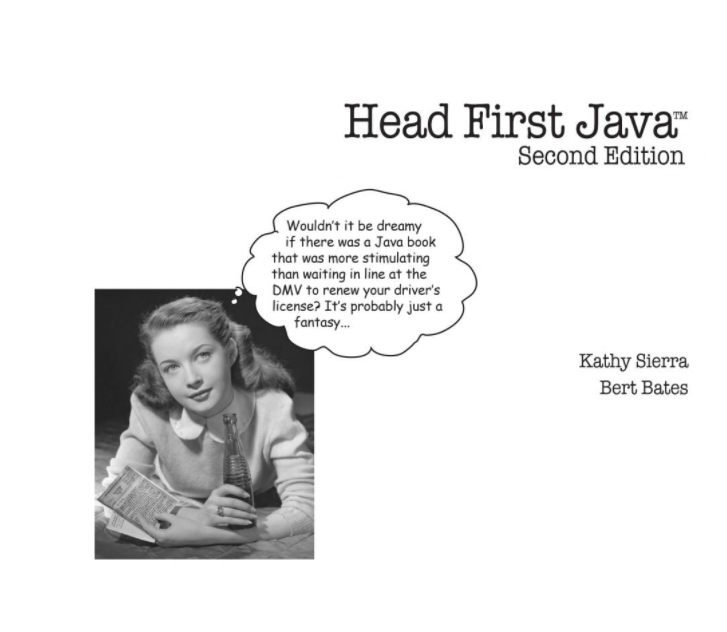 Head First Java™
Second Edition
Wouldn't it be dreamy
if there was a Java book
that was more stimulating
than waiting in line at the
DMV to renew your driver's
license? It's probably just a
fantasy...
Kathy Sierra
Bert Bates